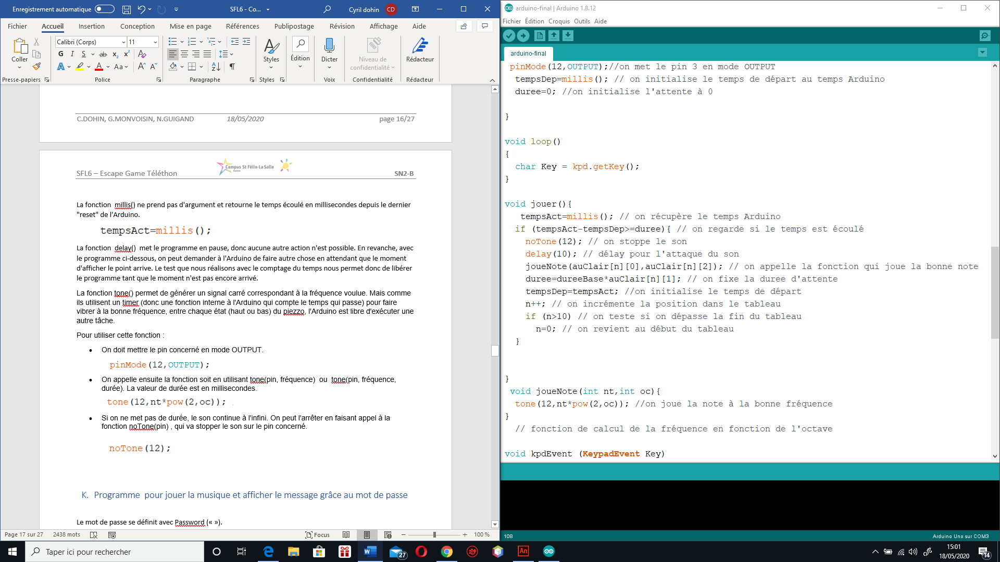 Enregistrement automatique
SFL6 - Co...
Cyril dohin
CD
Fichier Accueil Insertion Conception Mise en page Références Publipostage Révision Affichage Aide
Calibri (Corps) 11
Coller
G I S ab x2 x2
A A Aa A A
Styles
Édition
Dicter
Niveau de confidentialité
Rédacteur
Presse-papiers Police Paragraphe Styles Voix Confidentialité Rédacteur
C.DOHIN, G.MONVOISIN, N.GUIGAND 18/05/2020 page 16/27
SFL6 – Escape Game Téléthon
Campus St Félix-La Salle
Nantes
SN2-B
La fonction  millis() ne prend pas d'argument et retourne le temps écoulé en millisecondes depuis le dernier
"reset" de l'Arduino.
tempsAct=millis();
La fonction  delay()  met le programme en pause, donc aucune autre action n'est possible. En revanche, avec
le programme ci-dessous, on peut demander à l'Arduino de faire autre chose en attendant que le moment
d'afficher le point arrive. Le test que nous réalisons avec le comptage du temps nous permet donc de libérer
le programme tant que le moment n'est pas encore arrivé.
La fonction tone() permet de générer un signal carré correspondant à la fréquence voulue. Mais comme
ils utilisent un timer (donc une fonction interne à l'Arduino qui compte le temps qui passe) pour faire
vibrer à la bonne fréquence, entre chaque état (haut ou bas) du piezzo, l'Arduino est libre d'exécuter une
autre tâche.
Pour utiliser cette fonction :
• On doit mettre le pin concerné en mode OUTPUT.
pinMode(12,OUTPUT);
• On appelle ensuite la fonction soit en utilisant tone(pin, fréquence)  ou  tone(pin, fréquence,
durée). La valeur de durée est en millisecondes.
tone(12,nt*pow(2,oc));
• Si on ne met pas de durée, le son continue à l'infini. On peut l'arrêter en faisant appel à la
fonction noTone(pin) , qui va stopper le son sur le pin concerné.
noTone(12);
K. Programme  pour jouer la musique et afficher le message grâce au mot de passe
Le mot de passe se définit avec Password (« »).
Page 17 sur 27 2438 mots Focus 100 %
arduino-final | Arduino 1.8.12
Fichier Édition Croquis Outils Aide
arduino-final
pinMode(12,OUTPUT);//on met le pin 3 en mode OUTPUT
tempsDep=millis(); // on initialise le temps de départ au temps Arduino
duree=0; //on initialise l'attente à 0
}
void loop()
{
char Key = kpd.getKey();
}
void jouer(){
tempsAct=millis(); // on récupère le temps Arduino
if (tempsAct-tempsDep>=duree){ // on regarde si le temps est écoulé
noTone(12); // on stoppe le son
delay(10); // délay pour l'attaque du son
joueNote(auClair[n][0],auClair[n][2]); // on appelle la fonction qui joue la bonne note
duree=dureeBase*auClair[n][1]; // on fixe la duree d'attente
tempsDep=tempsAct; //on initialise le temps de départ
n++; // on incrémente la position dans le tableau
if (n>10) // on teste si on dépasse la fin du tableau
n=0; // on revient au début du tableau
}
}
void joueNote(int nt,int oc){
tone(12,nt*pow(2,oc)); //on joue la note à la bonne fréquence
}
// fonction de calcul de la fréquence en fonction de l'octave
void kpdEvent (KeypadEvent Key)
108 Arduino Uno sur COM3
Taper ici pour rechercher
27
An
15:01
18/05/2020
14